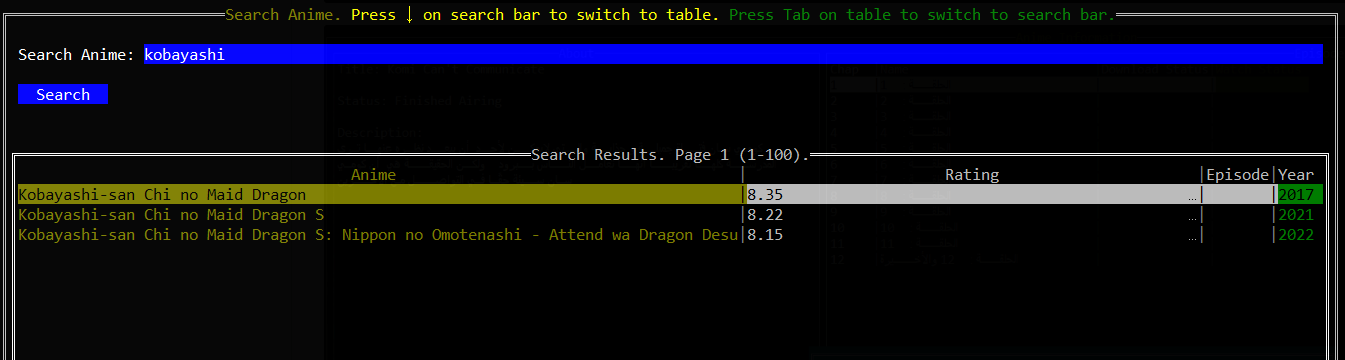 Search Anime. Press ↓ on search bar to switch to table. Press Tab on table to switch to search bar.
Search Anime: kobayashi
Search
Search Results. Page 1 (1-100).
Anime Rating Episode Year
Kobayashi-san Chi no Maid Dragon 8.35 … 2017
Kobayashi-san Chi no Maid Dragon S 8.22 … 2021
Kobayashi-san Chi no Maid Dragon S: Nippon no Omotenashi - Attend wa Dragon Desu 8.15 … 2022